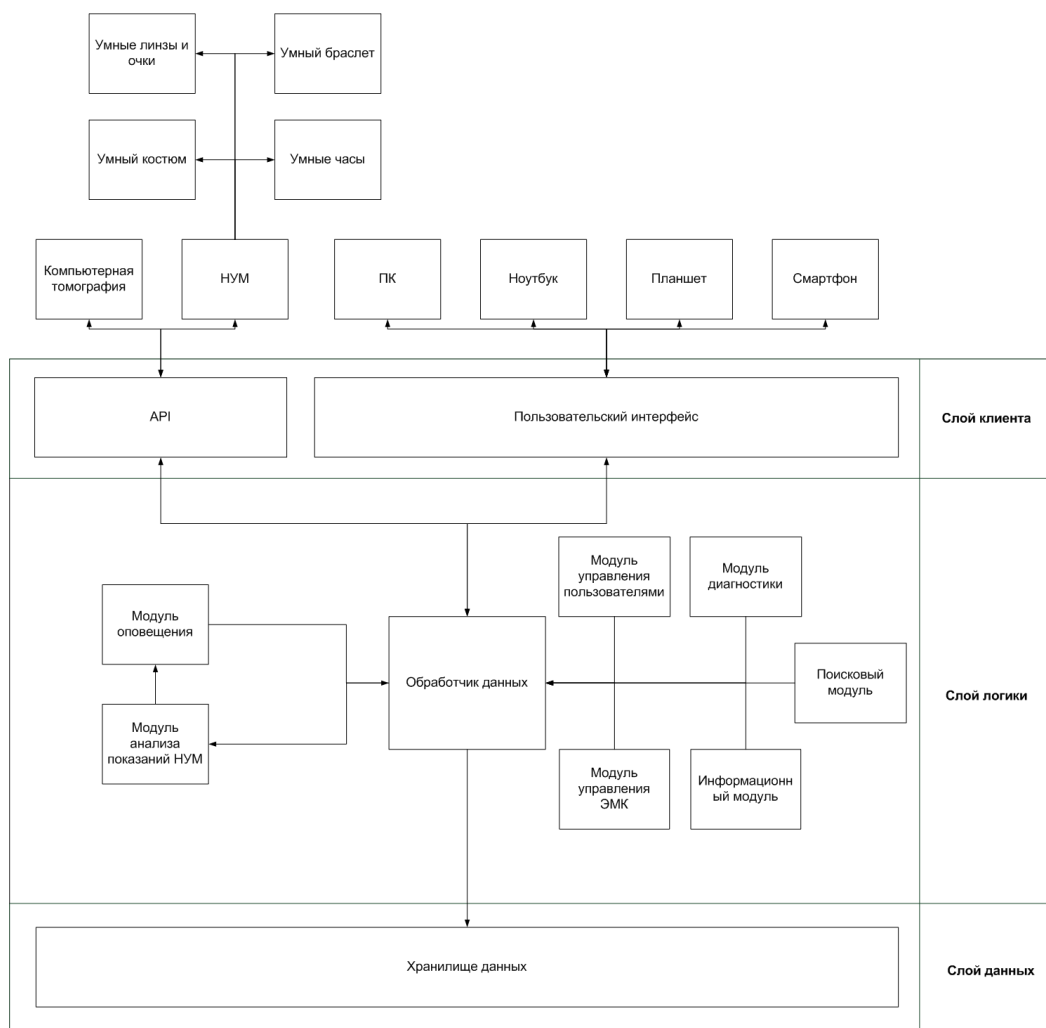 Умные линзы и
очки
Умный браслет
Умный костюм
Умные часы
Компьютерная
томография
НУМ
ПК
Ноутбук
Планшет
Смартфон
API
Пользовательский интерфейс
Слой клиента
Модуль
управления
пользователями
Модуль
диагностики
Модуль
оповещения
Обработчик данных
Поисковый
модуль
Слой логики
Модуль
анализа
показаний НУМ
Модуль
управления
ЭМК
Информационн
ый модуль
Хранилище данных
Слой данных